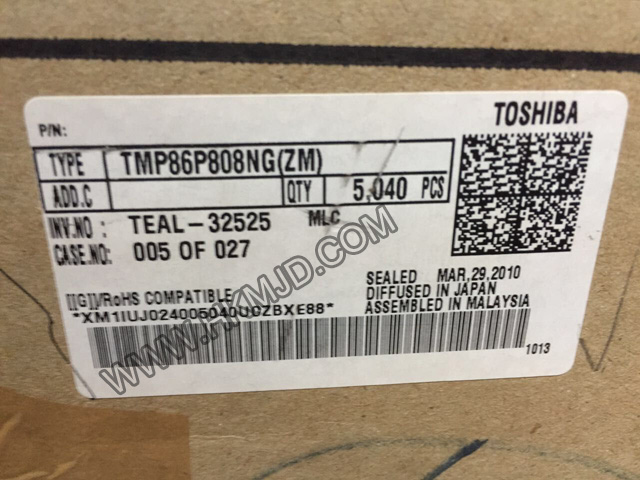 TOSHIBA
P/N:
TYPE TMP86P808NG(ZM)
ADD.C QTY 5,040 PCS
INV.NO : TEAL-32525 MLC
CASE.NO: 005 OF 027
SEALED MAR,29,2010
DIFFUSED IN JAPAN
[[G]]/RoHS COMPATIBLE ASSEMBLED IN MALAYSIA
*XM1IUJ024005040UGZBXE88*
1013
WWW.HKMJD.COM